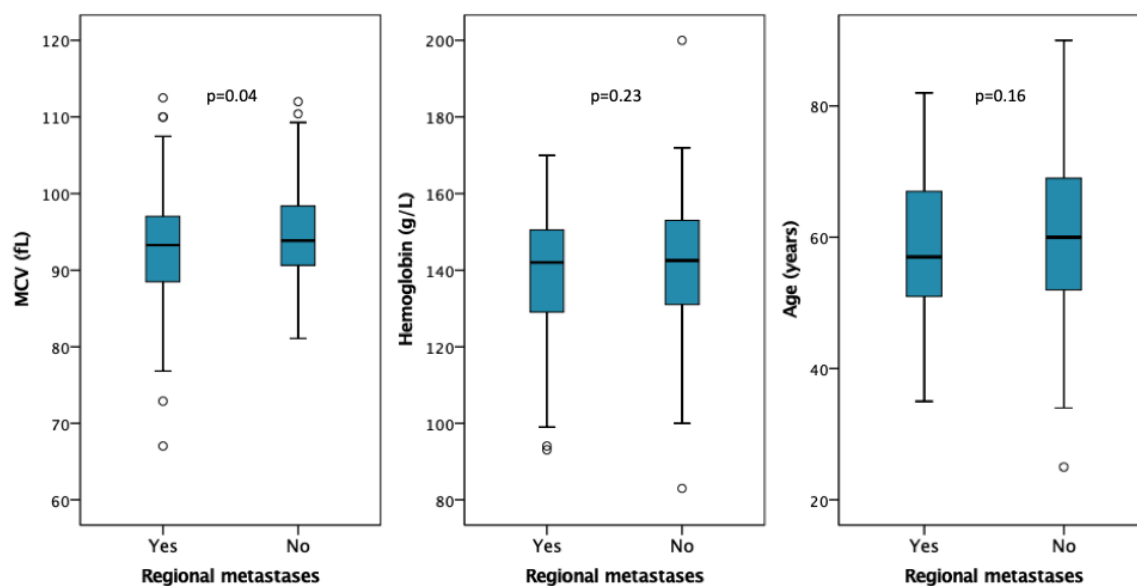 MCV (fL)
120
110
100
90
80
70
60
p=0.04
Yes
No
Regional metastases
Hemoglobin (g/L)
200
180
160
140
120
100
80
p=0.23
Yes
No
Regional metastases
Age (years)
80
60
40
20
p=0.16
Yes
No
Regional metastases